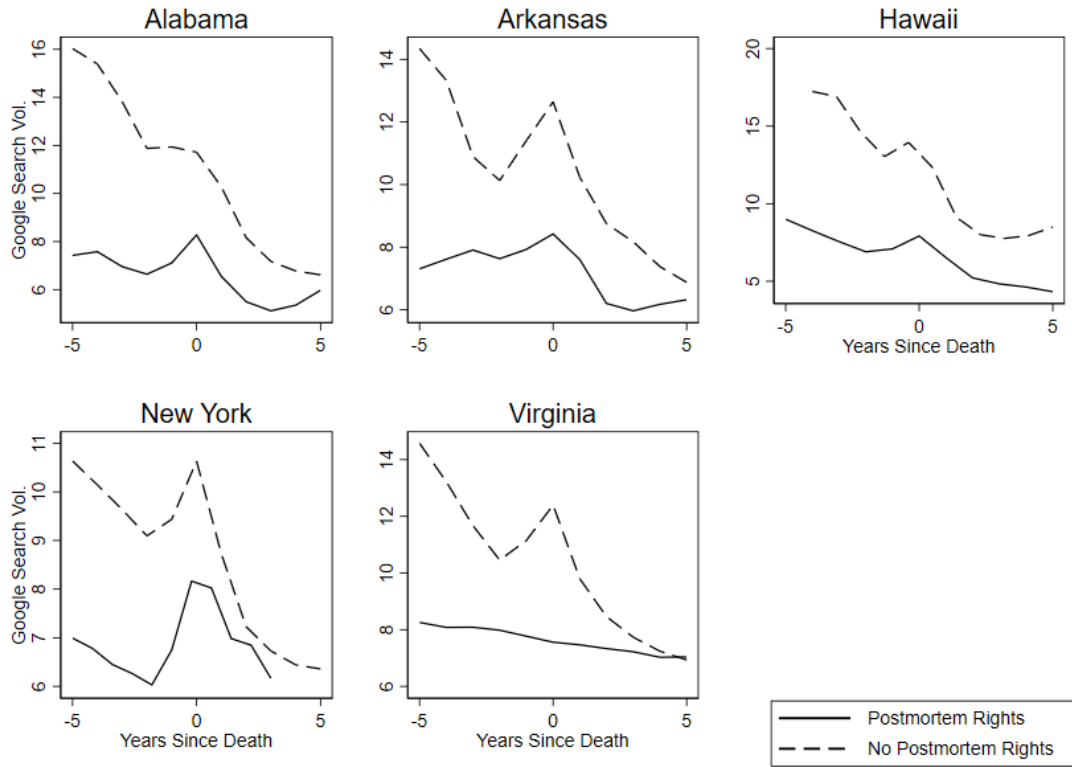 Alabama
Google Search Vol.
16
14
12
10
8
6
-5 0 5
Arkansas
14
12
10
8
6
-5 0 5
Hawaii
20
15
10
5
-5 0 5
Years Since Death
New York
Google Search Vol.
11
10
9
8
7
6
-5 0 5
Years Since Death
Virginia
14
12
10
8
6
-5 0 5
Years Since Death
Postmortem Rights
No Postmortem Rights